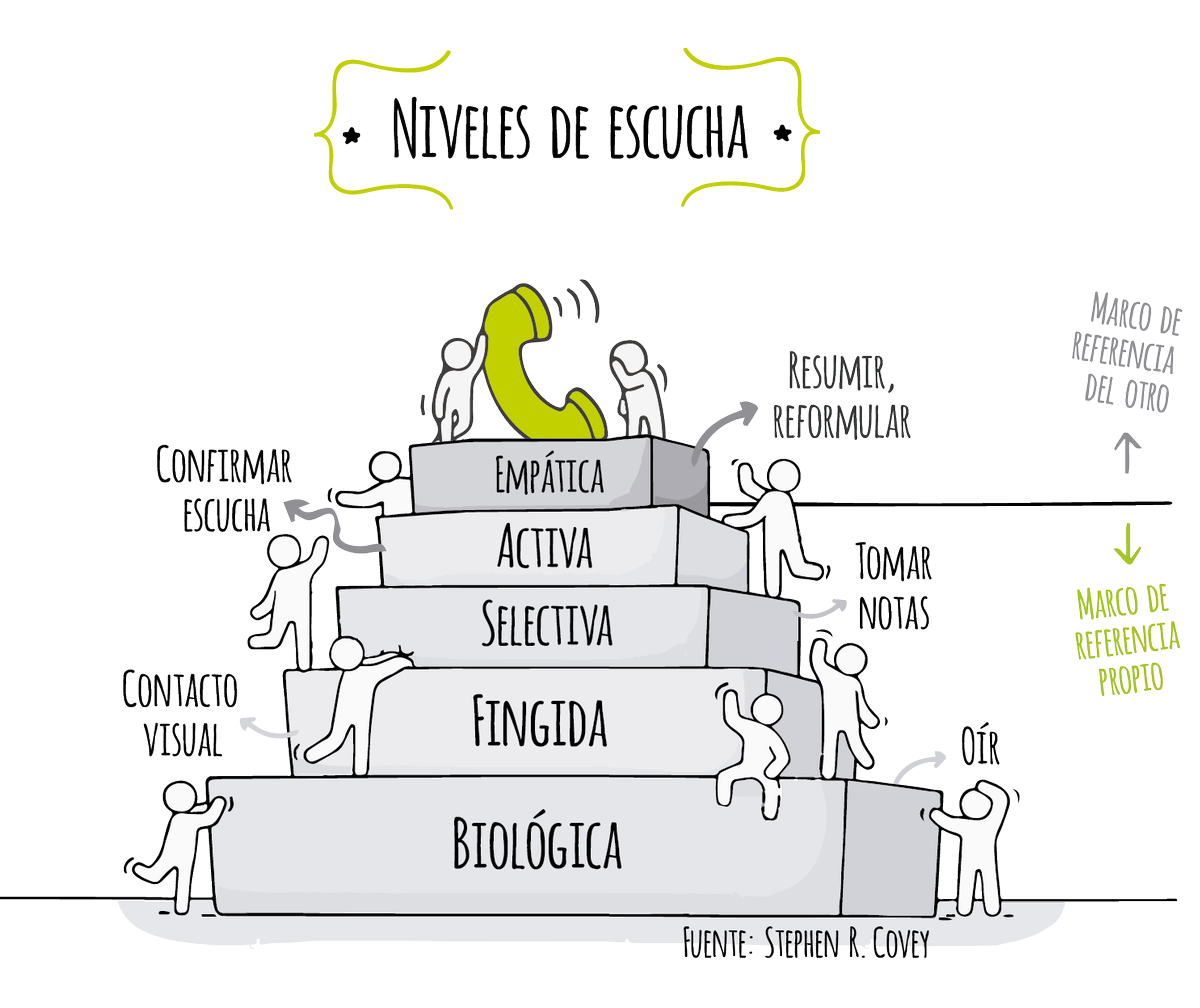 Niveles de escucha
Marco de
referencia
del otro
Resumir,
reformular
Confirmar
escucha
Empática
Activa
Tomar
notas
Selectiva
Marco de
referencia
propio
Contacto
visual
Fingida
Oír
Biológica
Fuente: Stephen R. Covey